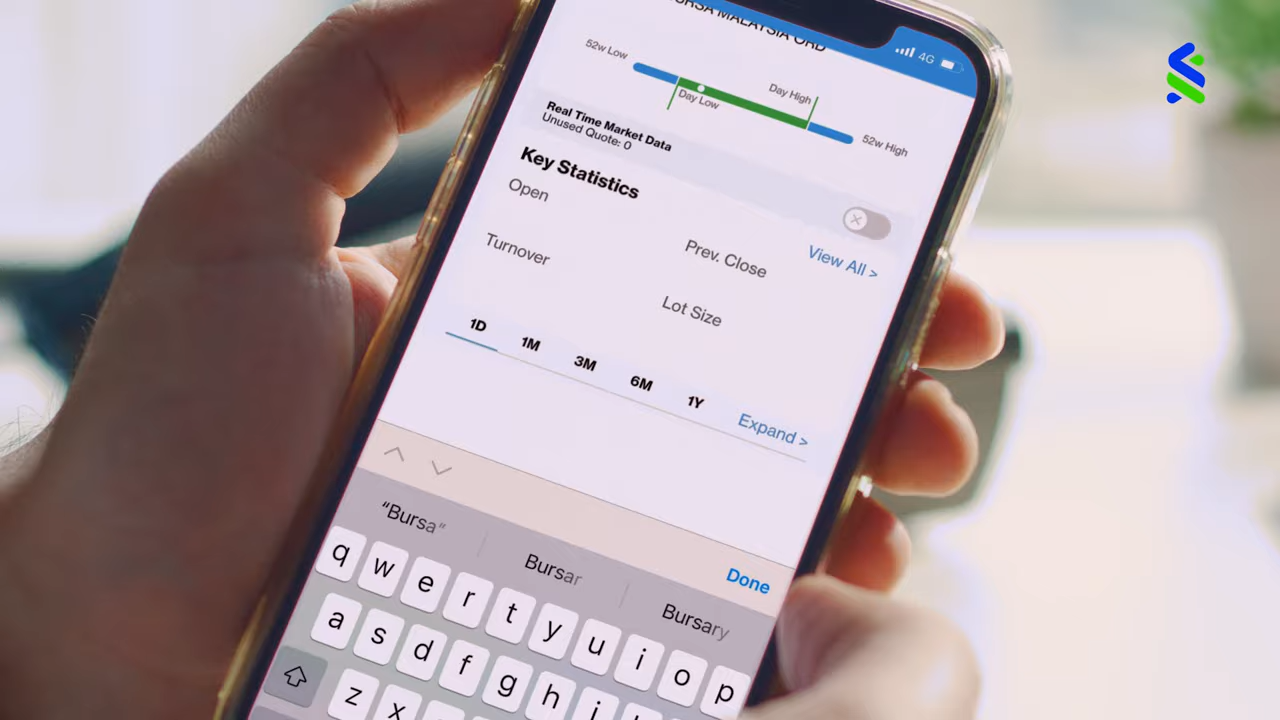 BURSA MALAYSIA ORD
4G
52w Low
Day High
Day Low
52w High
Real Time Market Data
Unused Quote: 0
Key Statistics
Open
View All >
Prev. Close
Turnover
Lot Size
1D 1M 3M 6M 1Y
Expand >
Done
"Bursa" Bursar Bursary
q w e r t y u i o p
a s d f g h j
z x